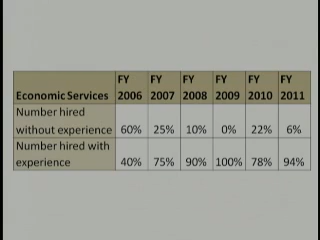 FY FY FY FY FY FY
Economic Services 2006 2007 2008 2009 2010 2011
Number hired
without experience 60% 25% 10% 0% 22% 6%
Number hired with
experience 40% 75% 90% 100% 78% 94%